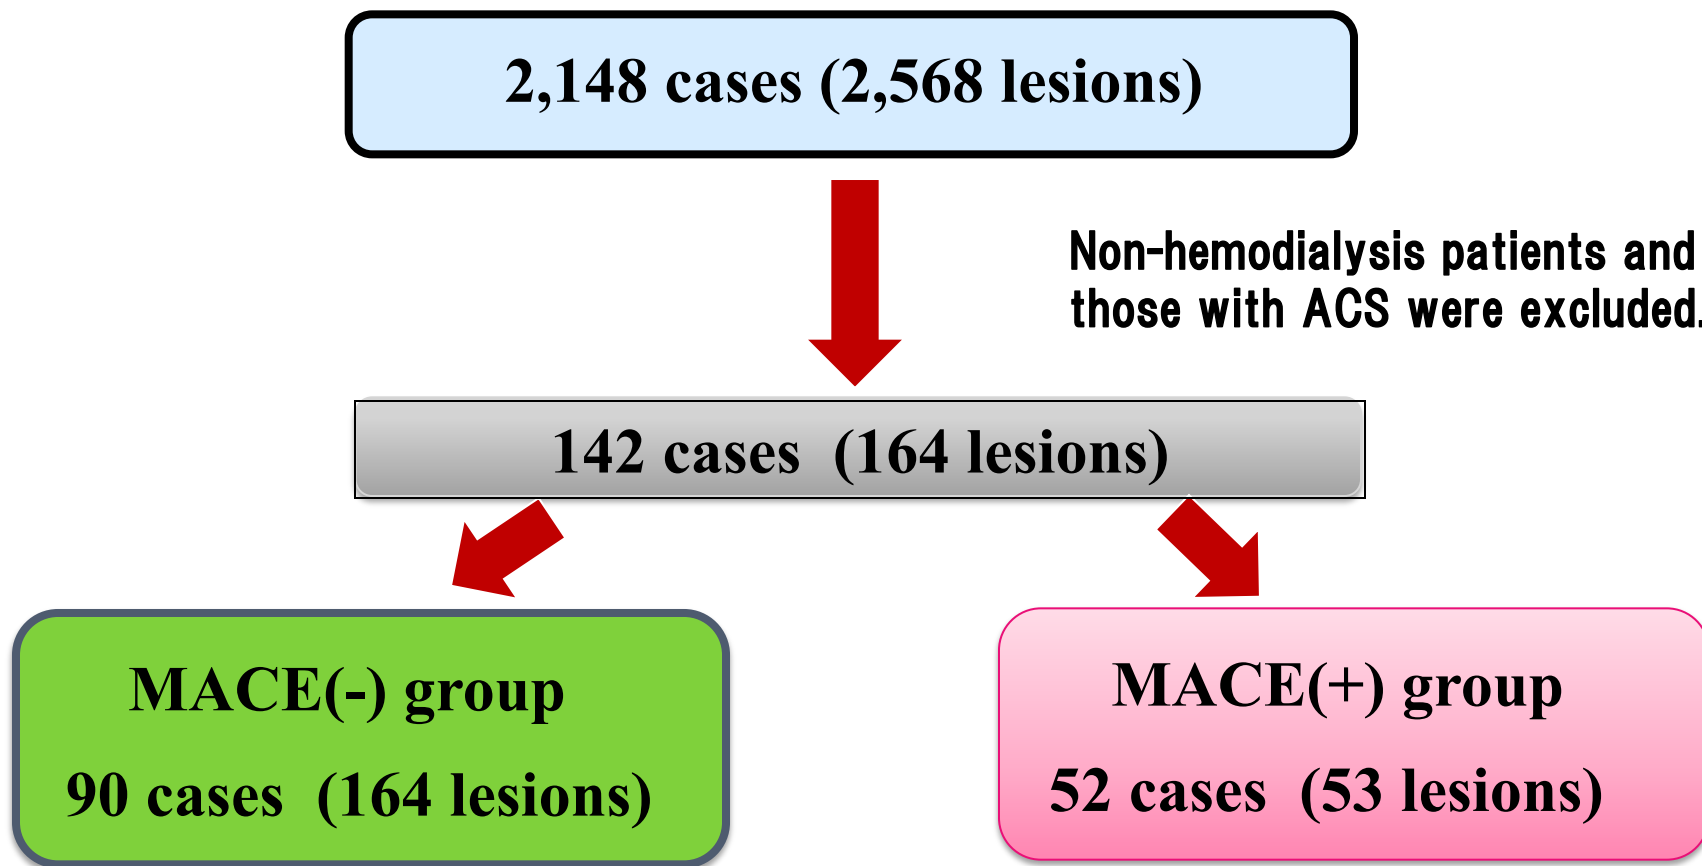 2,148 cases (2,568 lesions)
Non-hemodialysis patients and
those with ACS were excluded.
142 cases (164 lesions)
MACE(-) group
90 cases (164 lesions)
MACE(+) group
52 cases (53 lesions)